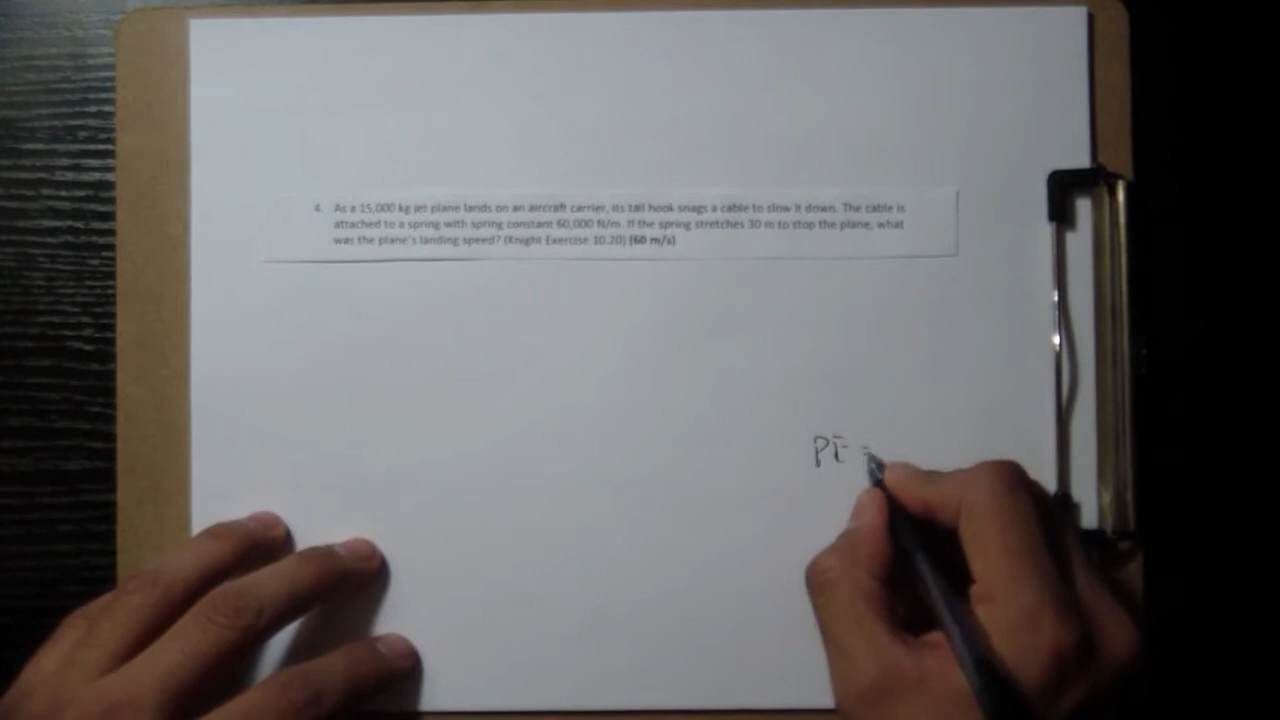 4. As a 15,000 kg jet plane lands on an aircraft carrier, its tail hook snags a cable to slow it down. The cable is
attached to a spring with spring constant 60,000 N/m. If the spring stretches 30 m to stop the plane, what
was the plane's landing speed? (Knight Exercise 10.20) (60 m/s)
PE =